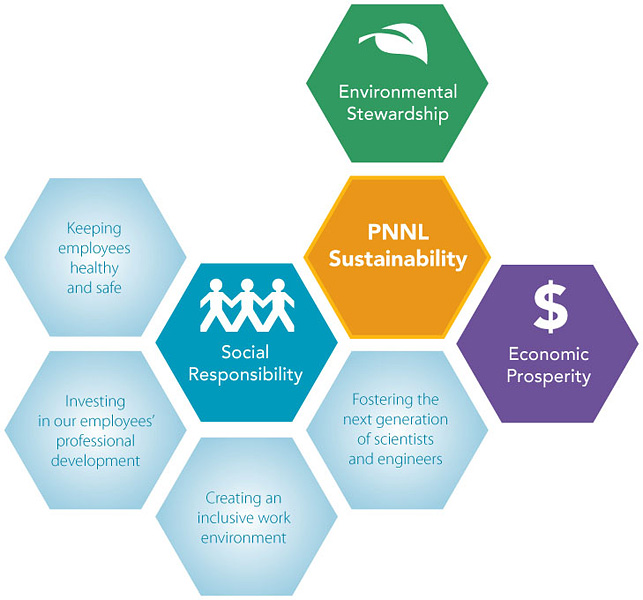 Environmental
Stewardship
PNNL
Sustainability
Keeping
employees
healthy
and safe
$
Economic
Prosperity
Social
Responsibility
Investing
in our employees’
professional
development
Fostering the
next generation
of scientists
and engineers
Creating an
inclusive work
environment